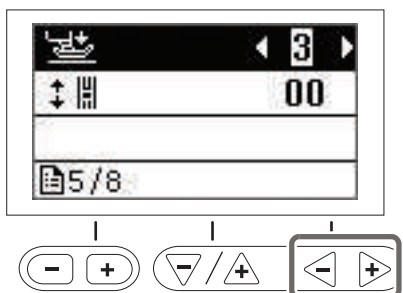 3
00
5/8
- + - / + - +